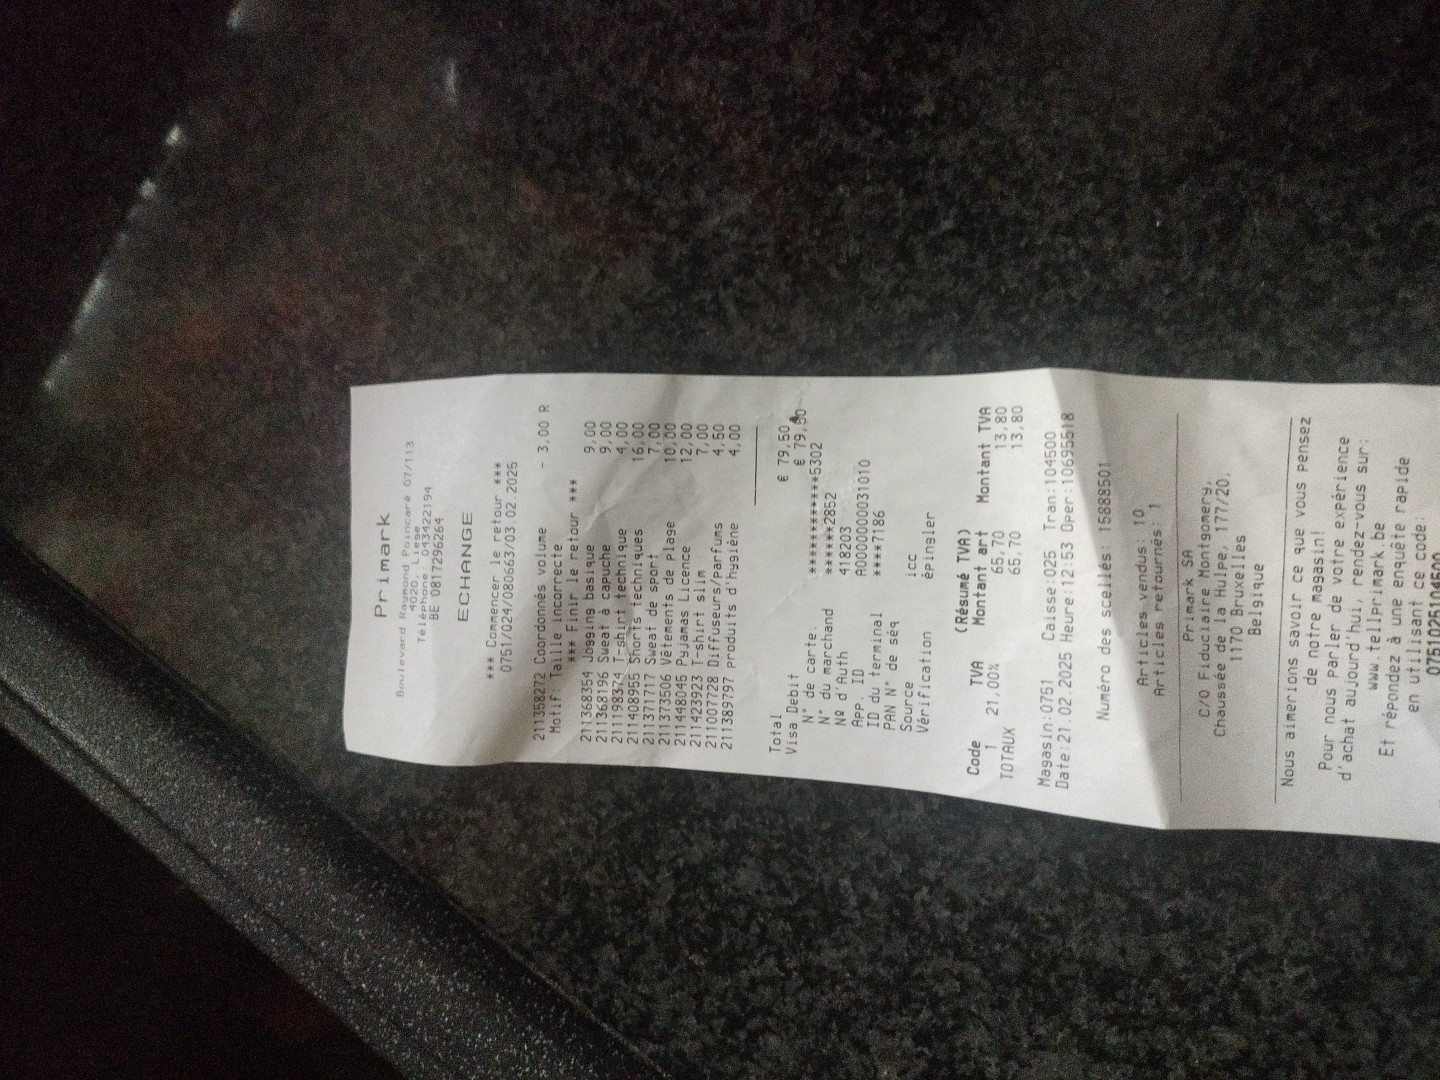 Primark
Boulevard Raymond Poincaré 07/113
4020, Liege
Téléphone 043422194
BE 0817296264
ECHANGE
*** Commencer le retour ***
0751/024/080663/03.02.2025
211358272 Coordonnés volume - 3,00 R
Motif: Taille incorrecte
*** Finir le retour ***
211368354 Jogging basique 9,00
211368196 Sweat à capuche 9,00
211198374 T-shirt technique 4,00
211408955 Shorts techniques 16,00
211371717 Sweat de sport 7,00
211373506 Vêtements de plage 10,00
211448045 Pyjamas Licence 12,00
211423923 T-shirt slim 7,00
211007728 Diffuseurs/Parfums 4,50
211389797 produits d'hygiène 4,00
Total € 79,50
Visa Debit € 79,50
N° de carte. ************5302
N° du marchand ******2852
Nº d'Auth 418203
App. ID A0000000031010
ID du terminal ****7186
PAN N° de séq
Source icc
Vérification épingler
(Résumé TVA)
Code TVA Montant art Montant TVA
1 21,00% 65,70 13,80
TOTAUX 65,70 13,80
Magasin:0751 Caisse:025 Tran:104500
Date:21.02.2025 Heure:12:53 Oper:10695518
Numéro des scellés: 15888501
Articles vendus: 10
Articles retournés: 1
Primark SA
C/O Fiduciaire Montgomery,
Chaussée de la Hulpe, 177/20,
1170 Bruxelles
Belgique
Nous aimerions savoir ce que vous pensez
de notre magasin!
Pour nous parler de votre expérience
d'achat aujourd'hui, rendez-vous sur:
www.tellprimark.be
Et répondez à une enquête rapide
en utilisant ce code: